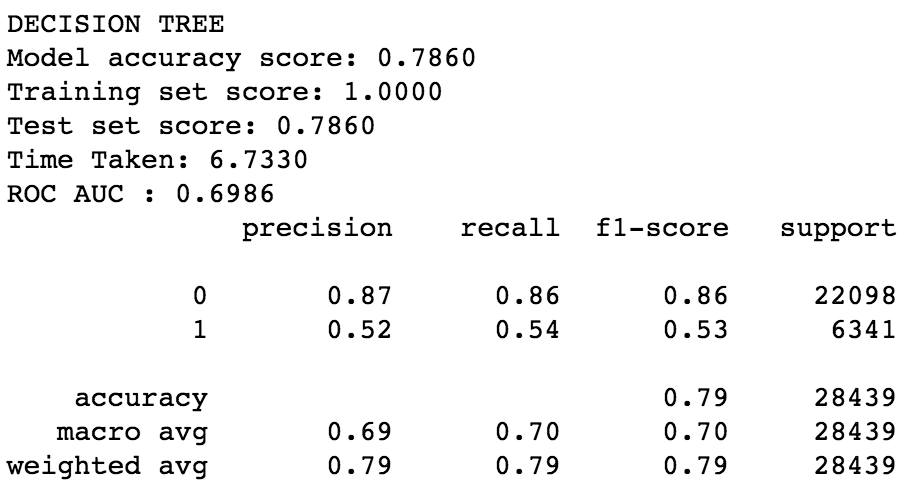 DECISION TREE
Model accuracy score: 0.7860
Training set score: 1.0000
Test set score: 0.7860
Time Taken: 6.7330
ROC AUC : 0.6986
precision recall f1-score support
0 0.87 0.86 0.86 22098
1 0.52 0.54 0.53 6341
accuracy 0.79 28439
macro avg 0.69 0.70 0.70 28439
weighted avg 0.79 0.79 0.79 28439